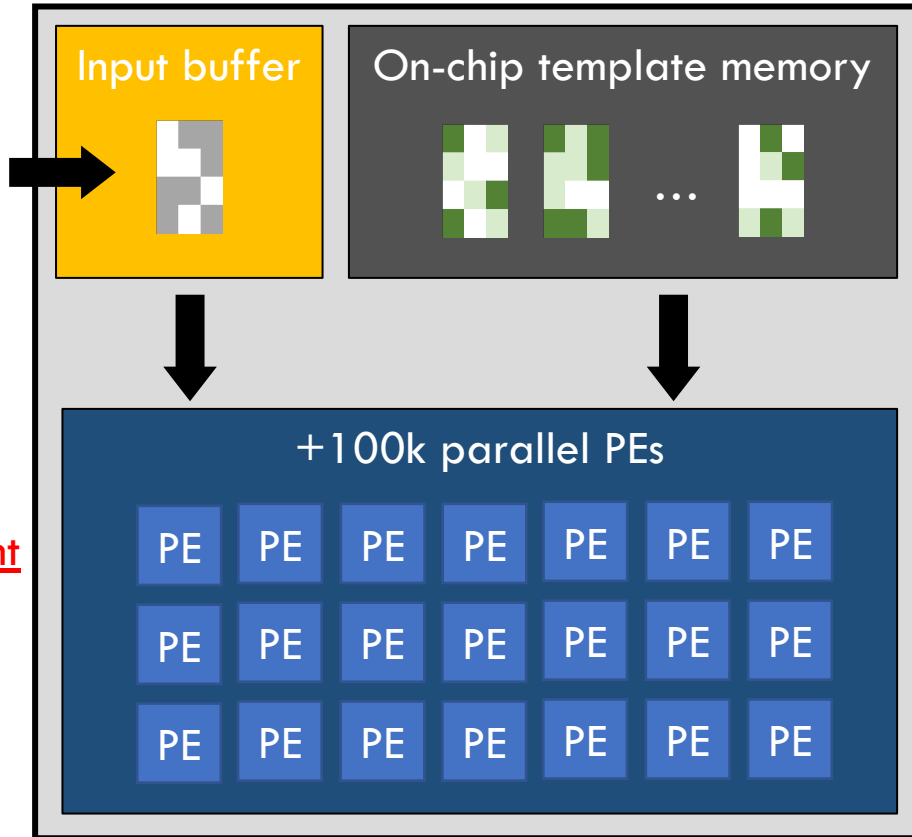 Input buffer
On-chip template memory
...
+100k parallel PEs
PE PE PE PE PE PE PE
nt
PE PE PE PE PE PE PE
PE PE PE PE PE PE PE